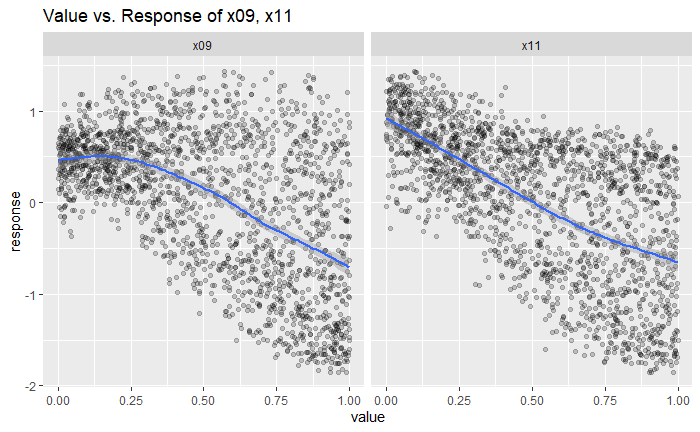 Value vs. Response of x09, x11
x09
x11
response
1
0
-1
-2
0.00 0.25 0.50 0.75 1.00
0.00 0.25 0.50 0.75 1.00
value